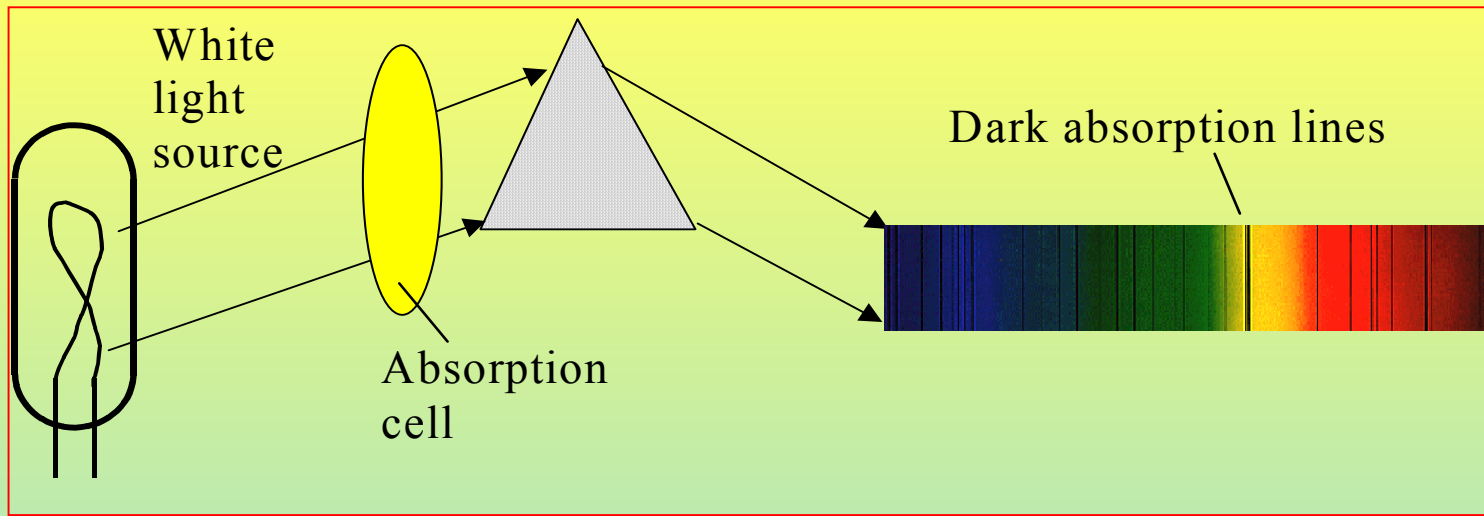 White
light
source
Dark absorption lines
Absorption
cell